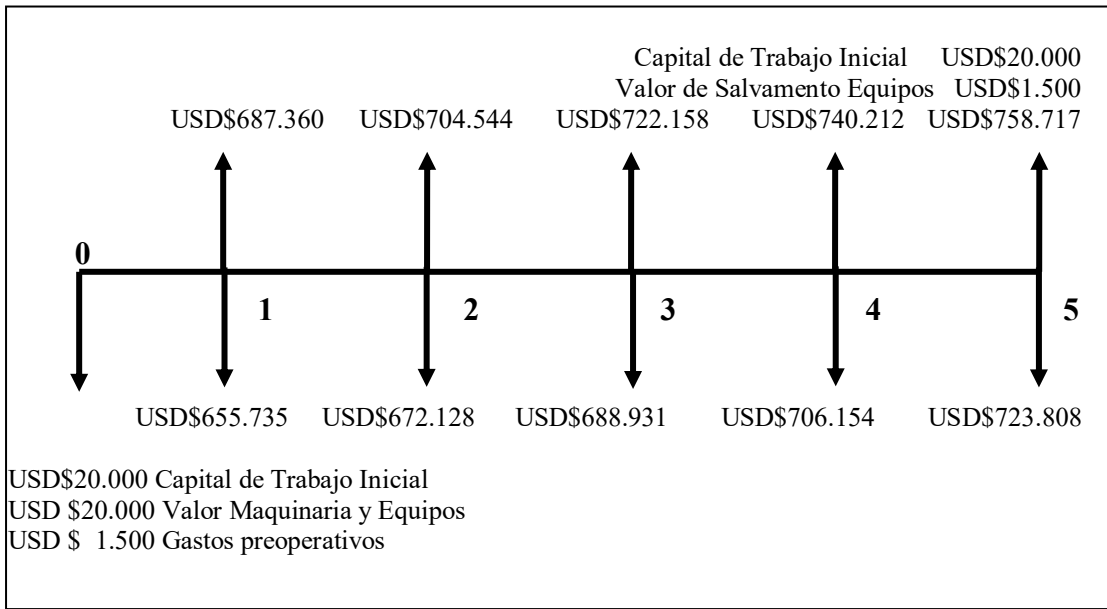 Capital de Trabajo Inicial USD$20.000
Valor de Salvamento Equipos USD$1.500
USD$687.360 USD$704.544 USD$722.158 USD$740.212 USD$758.717
0
1 2 3 4 5
USD$655.735 USD$672.128 USD$688.931 USD$706.154 USD$723.808
USD$20.000 Capital de Trabajo Inicial
USD $20.000 Valor Maquinaria y Equipos
USD $ 1.500 Gastos preoperativos